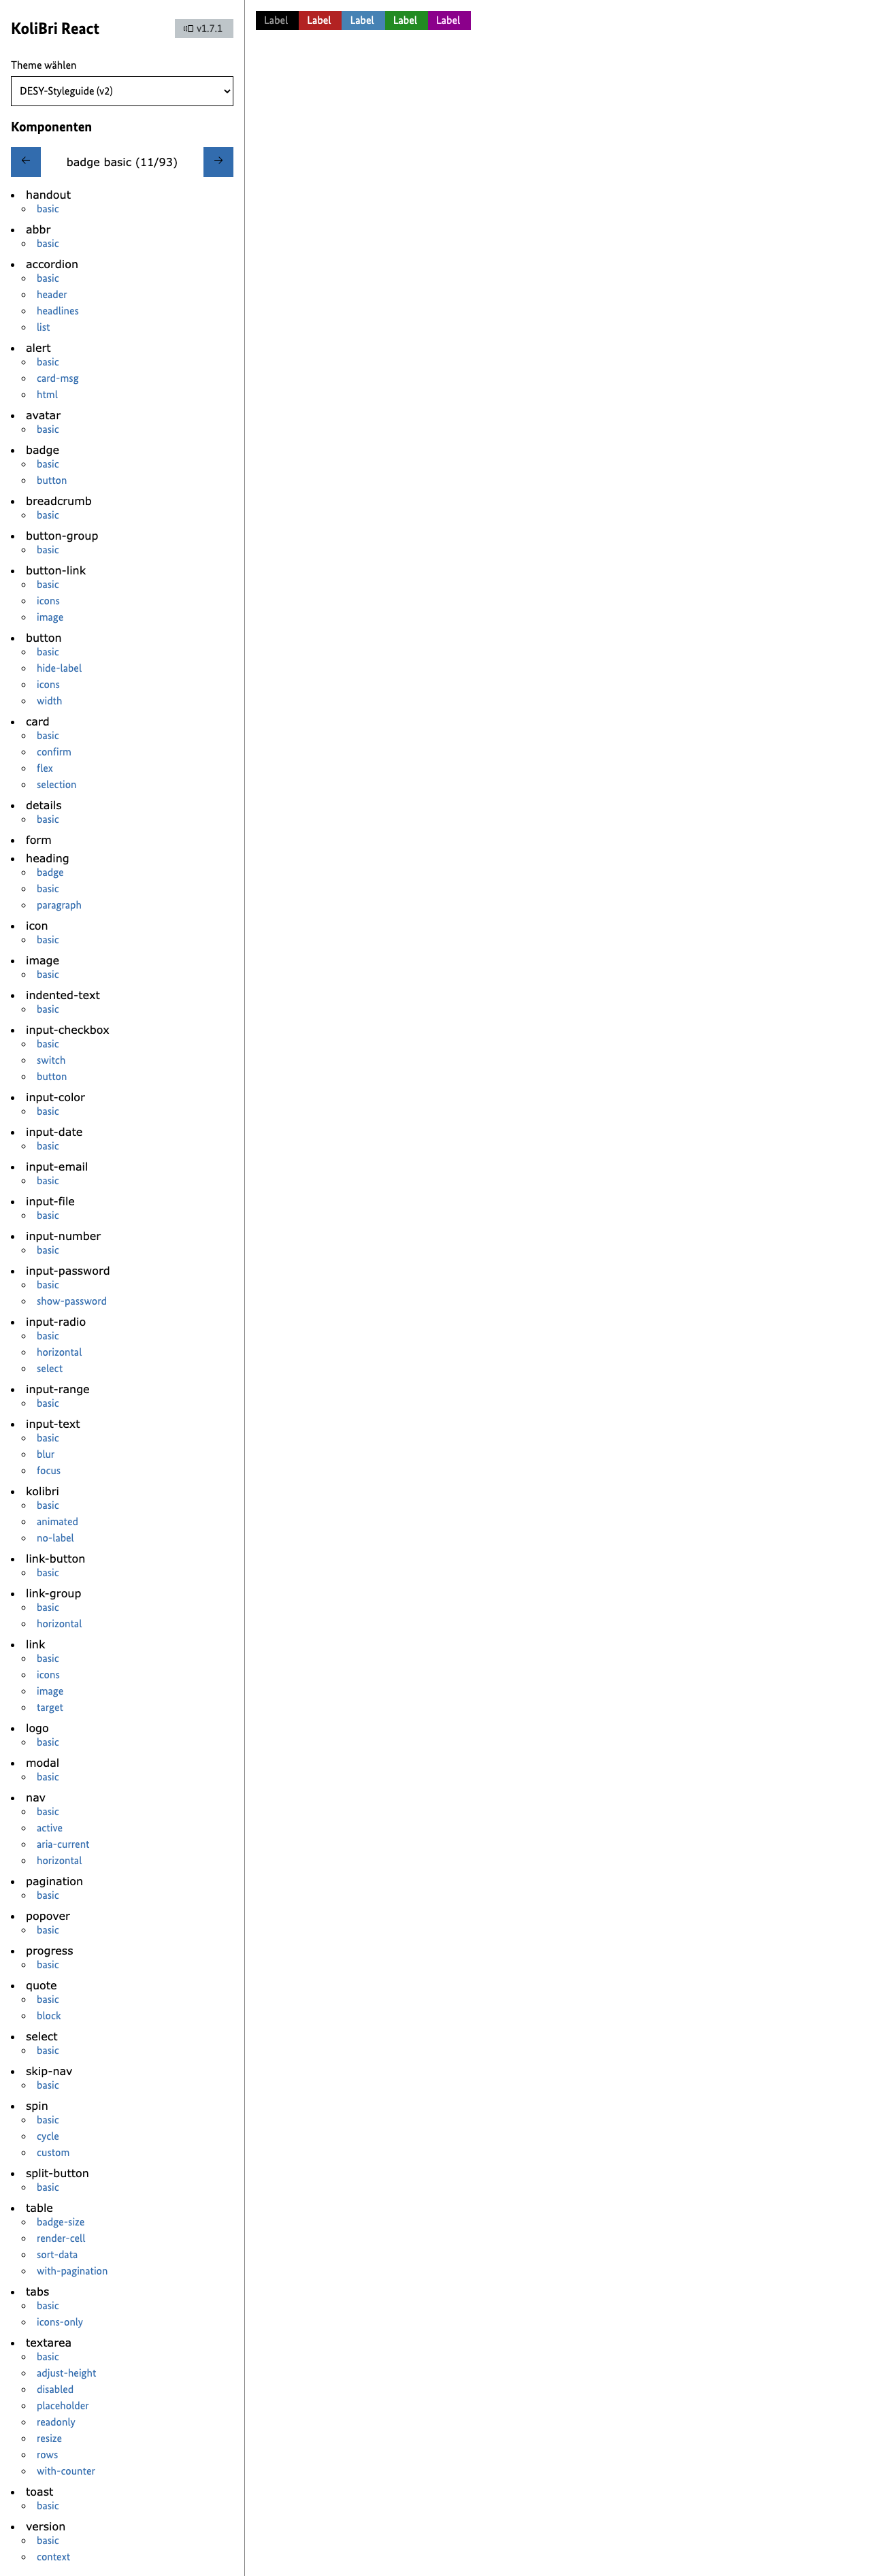 KoliBri React
v1.7.1
Theme wählen
DESY-Styleguide (v2)
Komponenten
badge basic (11/93)
handout
basic
abbr
basic
accordion
basic
header
headlines
list
alert
basic
card-msg
html
avatar
basic
badge
basic
button
breadcrumb
basic
button-group
basic
button-link
basic
icons
image
button
basic
hide-label
icons
width
card
basic
confirm
flex
selection
details
basic
form
heading
badge
basic
paragraph
icon
basic
image
basic
indented-text
basic
input-checkbox
basic
switch
button
input-color
basic
input-date
basic
input-email
basic
input-file
basic
input-number
basic
input-password
basic
show-password
input-radio
basic
horizontal
select
input-range
basic
input-text
basic
blur
focus
kolibri
basic
animated
no-label
link-button
basic
link-group
basic
horizontal
link
basic
icons
image
target
logo
basic
modal
basic
nav
basic
active
aria-current
horizontal
pagination
basic
popover
basic
progress
basic
quote
basic
block
select
basic
skip-nav
basic
spin
basic
cycle
custom
split-button
basic
table
badge-size
render-cell
sort-data
with-pagination
tabs
basic
icons-only
textarea
basic
adjust-height
disabled
placeholder
readonly
resize
rows
with-counter
toast
basic
version
basic
context
Label Label Label Label Label